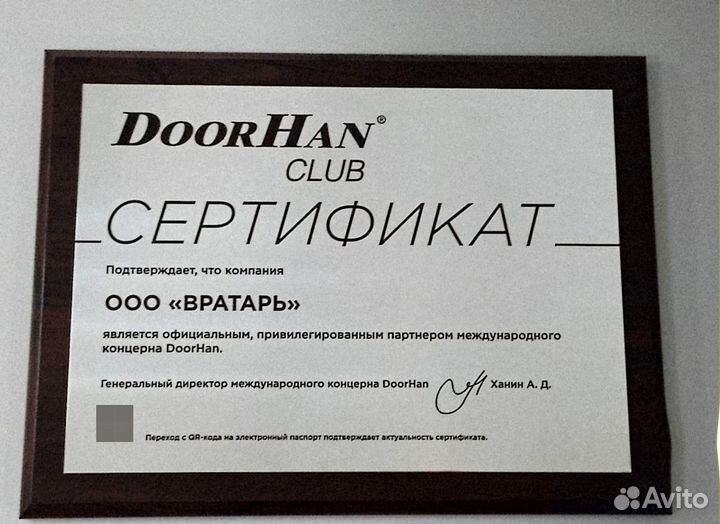 DOORHAN®
CLUB
СЕРТИФИКАТ
Подтверждает, что компания
ООО «ВРАТАРЬ»
является официальным, привилегированным партнером международного
концерна DoorHan.
Генеральный директор международного концерна DoorHan Ханин А. Д.
Переход с QR-кода на электронный паспорт подтверждает актуальность сертификата.
Avito